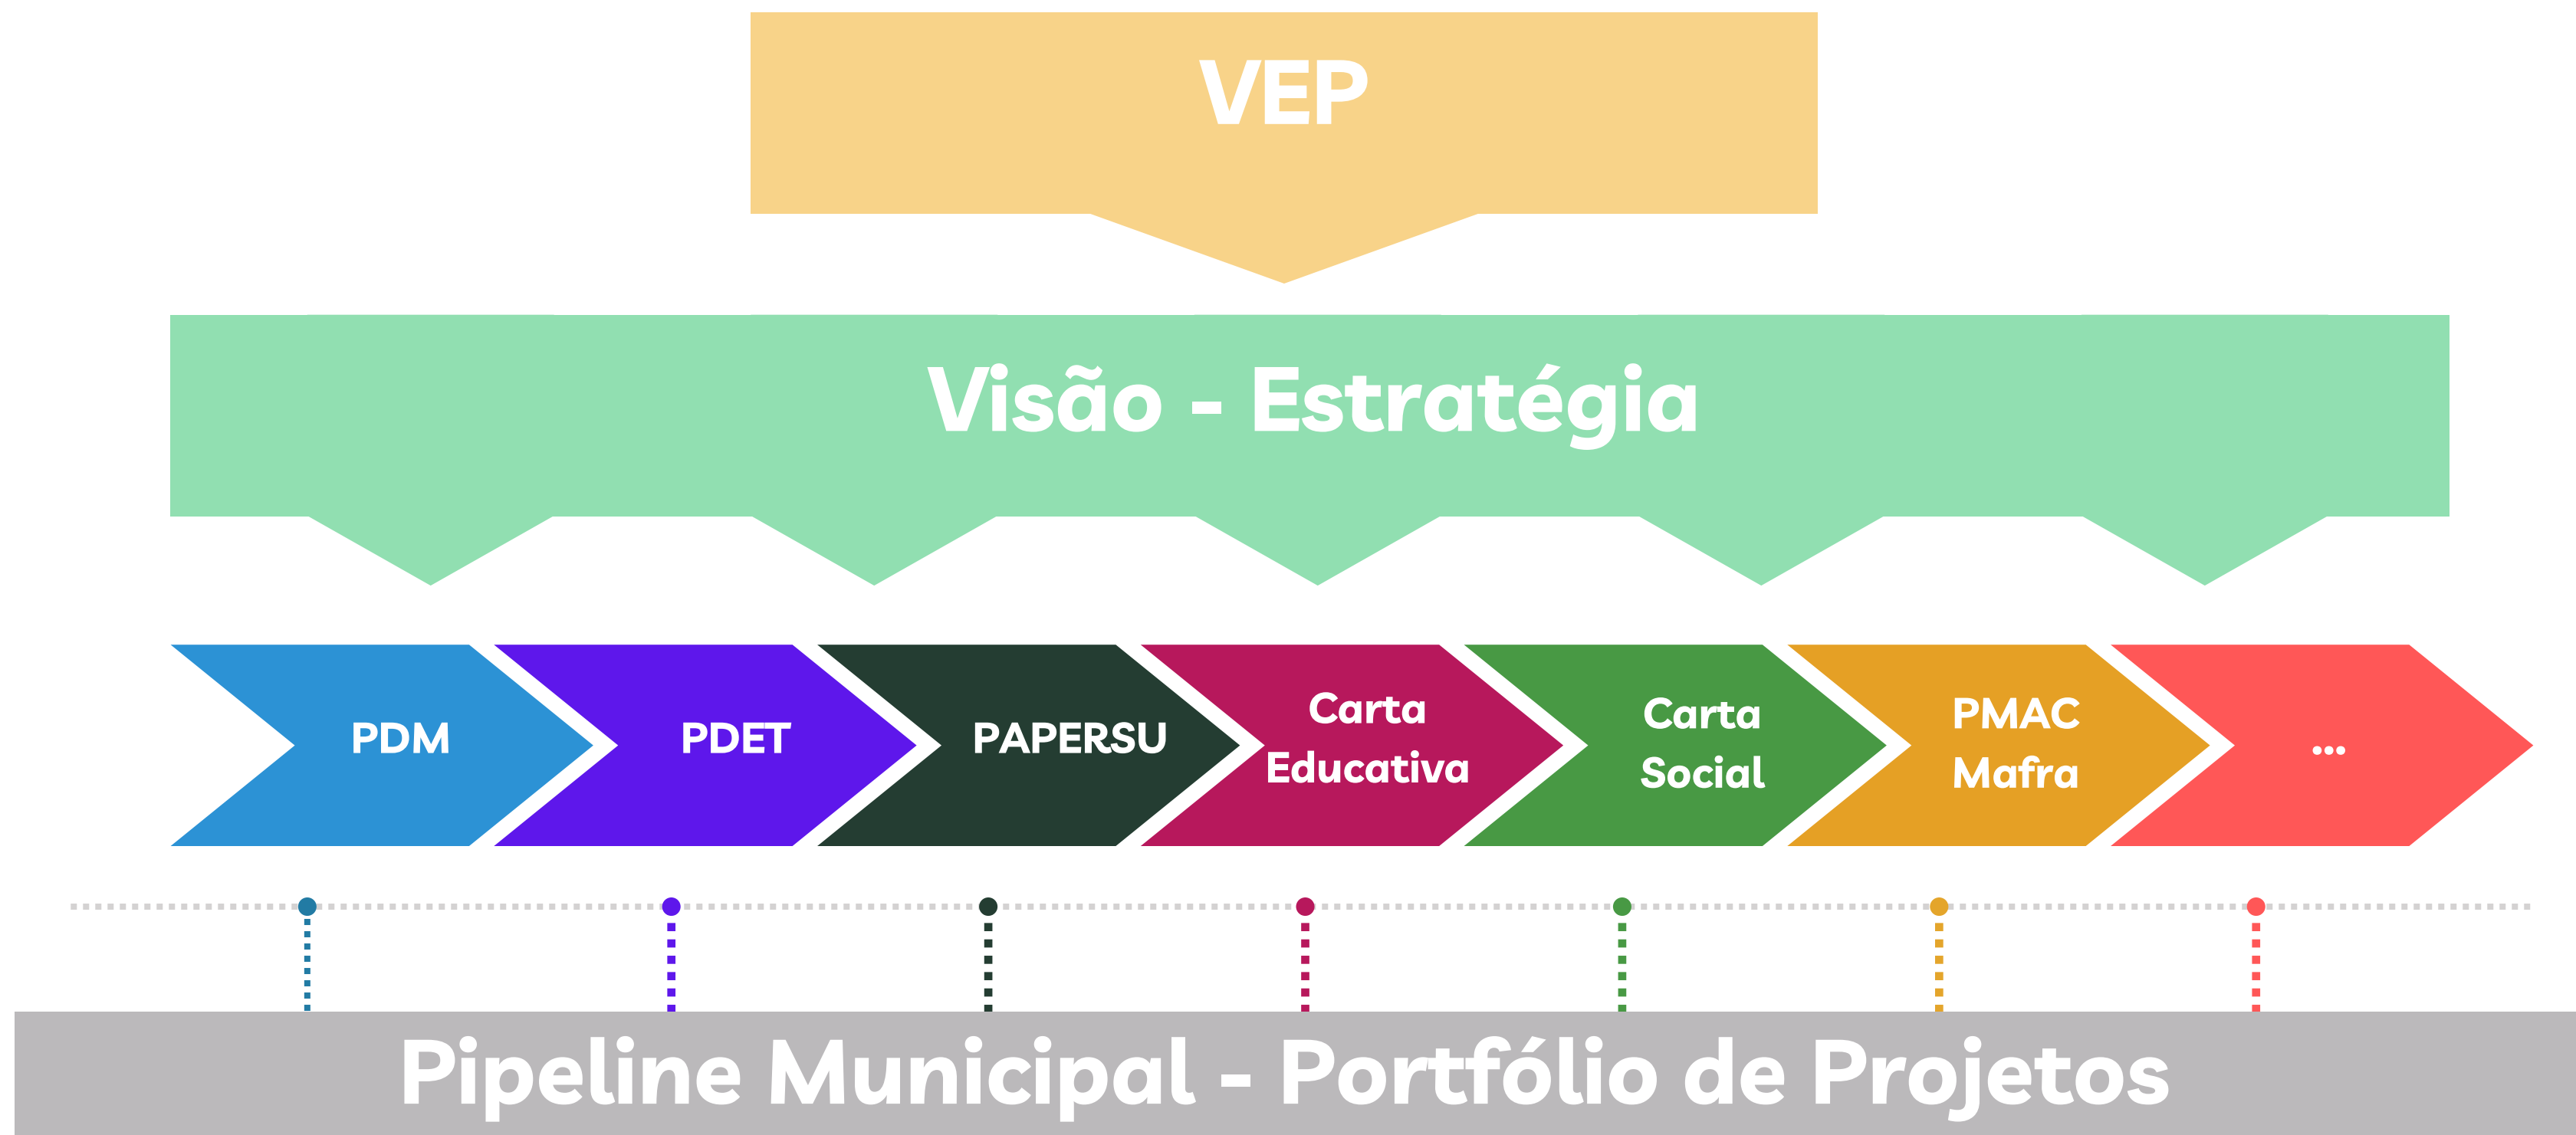 VEP
Visão - Estratégia
PDM
PDET
PAPERSU
Carta
Educativa
Carta
Social
PMAC
Mafra
...
Pipeline Municipal - Portfólio de Projetos